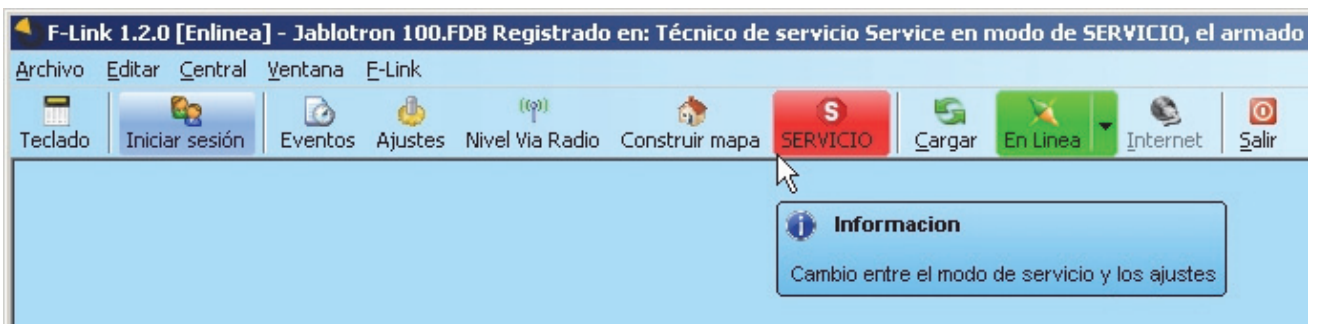 F-Link 1.2.0 [Enlinea] - Jablotron 100.FDB Registrado en: Técnico de servicio Service en modo de SERVICIO, el armado
Archivo Editar Central Ventana F-Link
Teclado Iniciar sesión Eventos Ajustes Nivel Via Radio Construir mapa SERVICIO Cargar En Linea Internet Salir
Informacion
Cambio entre el modo de servicio y los ajustes